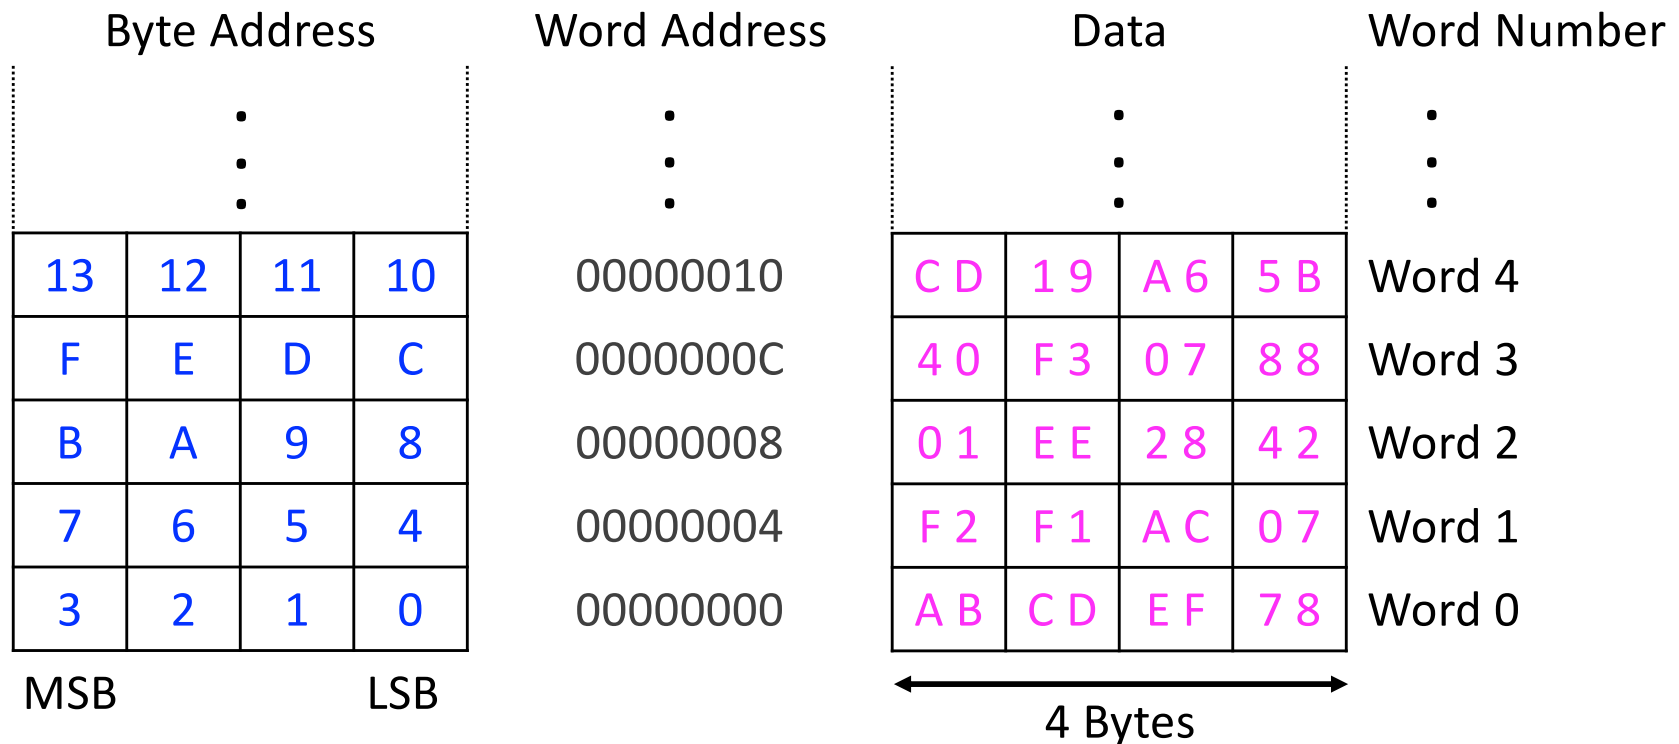 Byte Address Word Address Data Word Number
13 12 11 10 00000010 C D 1 9 A 6 5 B Word 4
F E D C 0000000C 4 0 F 3 0 7 8 8 Word 3
B A 9 8 00000008 0 1 E E 2 8 4 2 Word 2
7 6 5 4 00000004 F 2 F 1 A C 0 7 Word 1
3 2 1 0 00000000 A B C D E F 7 8 Word 0
MSB LSB
4 Bytes